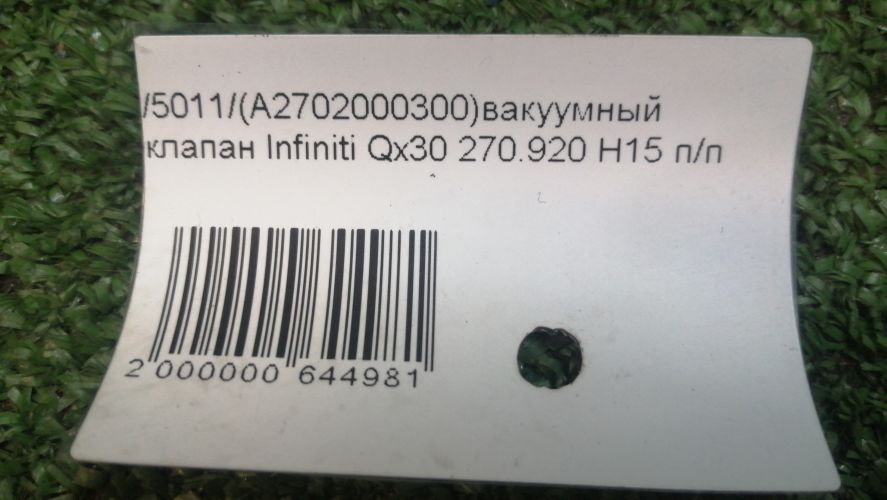 /5011/(A2702000300)вакуумный
клапан Infiniti Qx30 270.920 H15 п/п
2 000000 644981